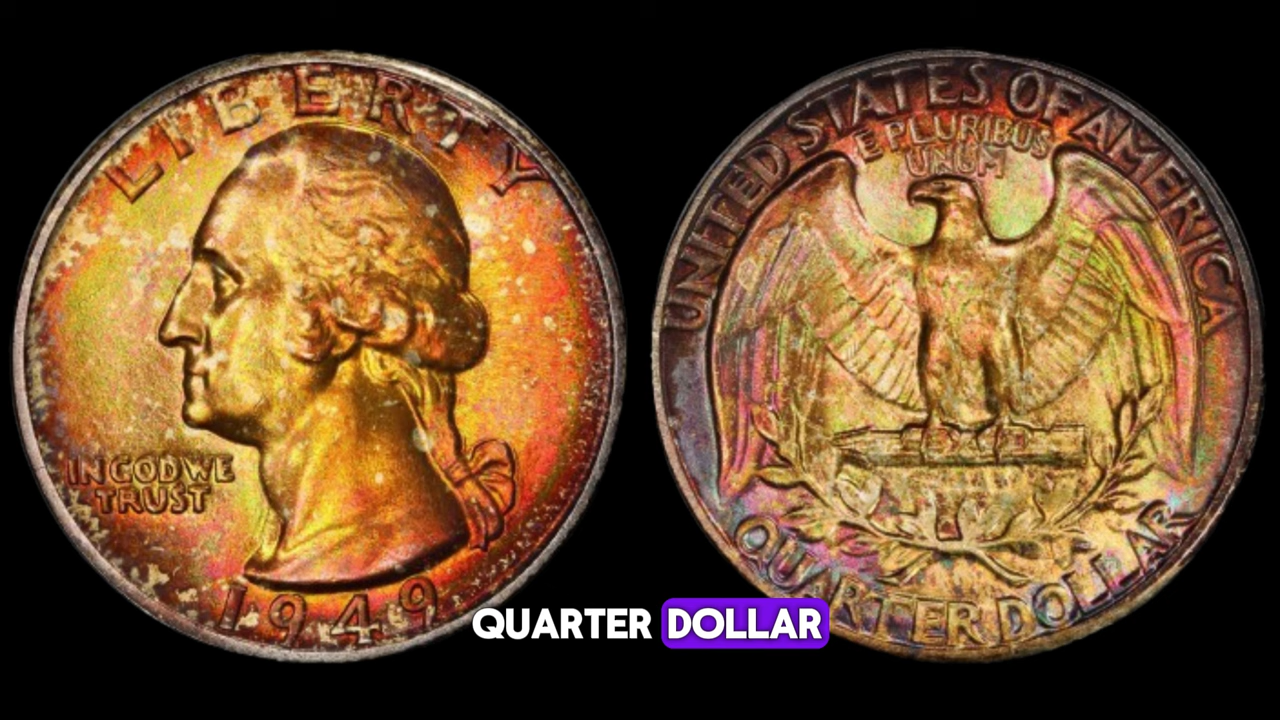 LIBERTY
IN GOD WE
TRUST
1949
UNITED STATES OF AMERICA
E PLURIBUS
UNUM
QUARTER DOLLAR
QUARTER DOLLAR